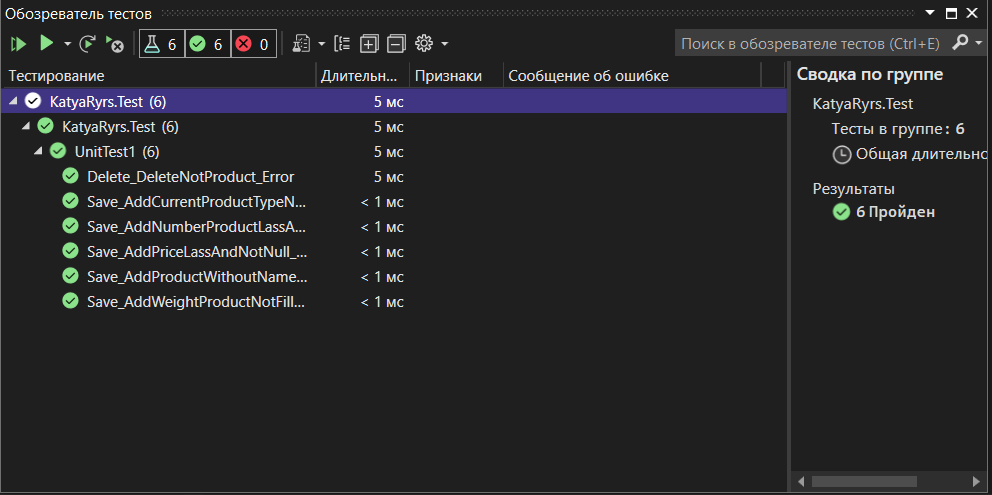 Обозреватель тестов
6 6 0
Поиск в обозревателе тестов (Ctrl+E)
Тестирование Длительн... Признаки Сообщение об ошибке
KatyaRyrs.Test (6) 5 мс
KatyaRyrs.Test (6) 5 мс
UnitTest1 (6) 5 мс
Delete_DeleteNotProduct_Error 5 мс
Save_AddCurrentProductTypeN... < 1 мс
Save_AddNumberProductLassA... < 1 мс
Save_AddPriceLassAndNotNull_... < 1 мс
Save_AddProductWithoutName... < 1 мс
Save_AddWeightProductNotFill... < 1 мс
Сводка по группе
KatyaRyrs.Test
Тесты в группе: 6
Общая длительнс
Результаты
6 Пройден